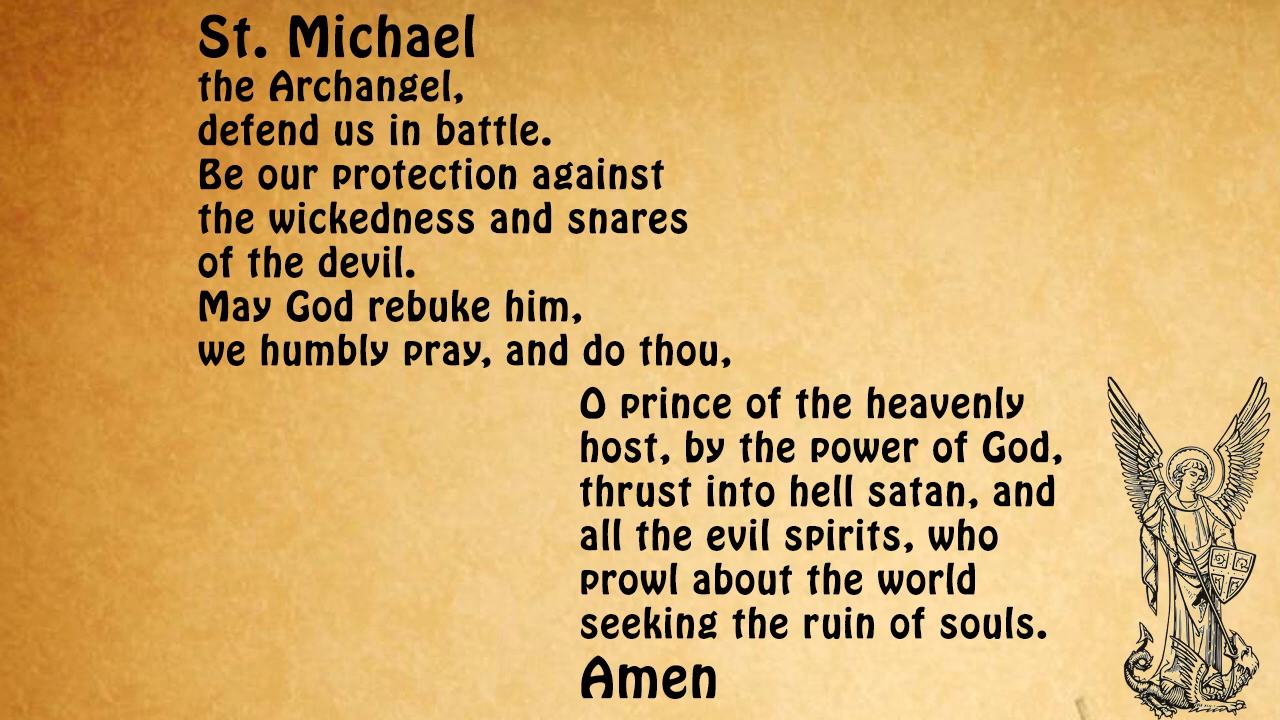 St. Michael
the Archangel,
defend us in battle.
Be our protection against
the wickedness and snares
of the devil.
May God rebuke him,
we humbly pray, and do thou,
O prince of the heavenly
host, by the power of God,
thrust into hell satan, and
all the evil spirits, who
prowl about the world
seeking the ruin of souls.
Amen